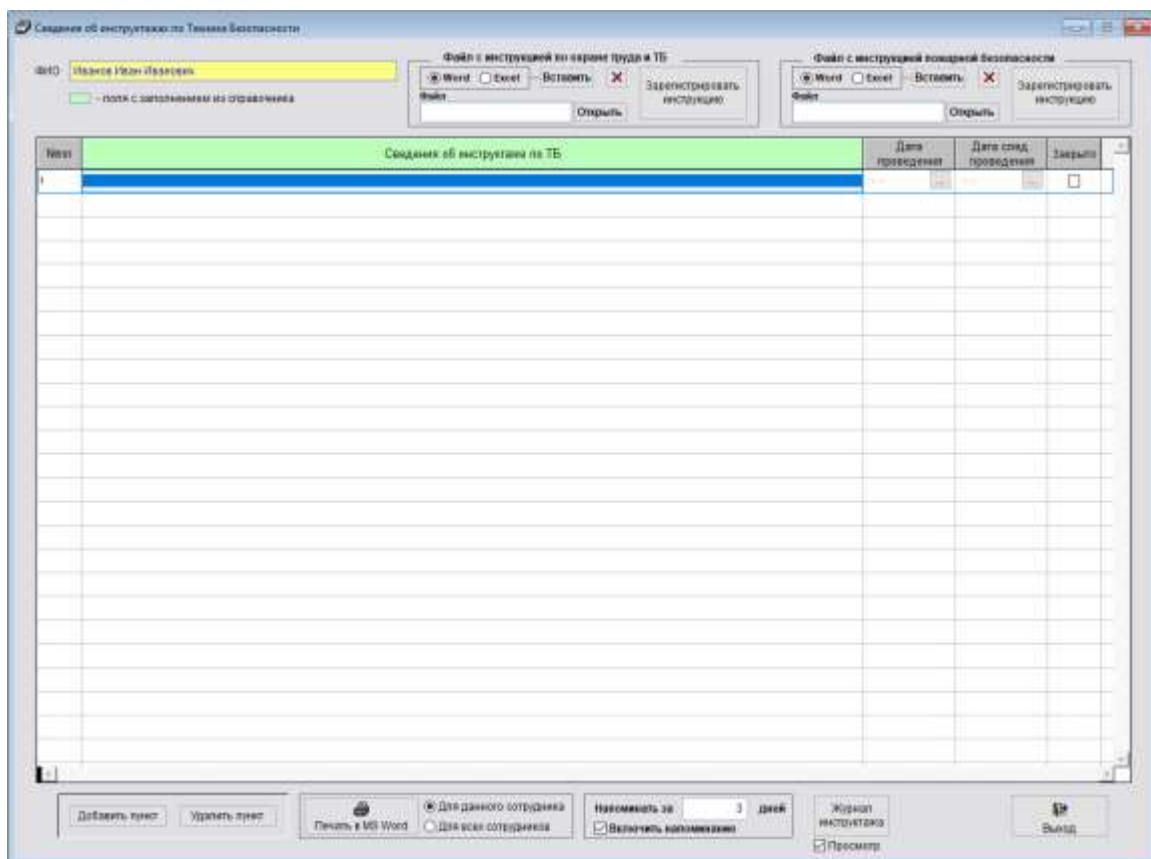 Сведения об инструктажах по Технике Безопасности
ФИО Иванов Иван Иванович
- поля с заполнением из справочника
Файл с инструкцией по охране труда и ТБ
Word Excel Вставить
Файл
Открыть
Зарегистрировать
инструкцию
Файл с инструкцией пожарной безопасности
Word Excel Вставить
Файл
Открыть
Зарегистрировать
инструкцию
Сведения об инструктаже по ТБ
Дата
проведения
Дата след.
проведения
Закрыто
1
Добавить пункт
Удалить пункт
Печать в MS Word
Для данного сотрудника
Для всех сотрудников
Напоминать за 3 дней
Включить напоминание
Журнал
инструктажа
Просмотр
Выход